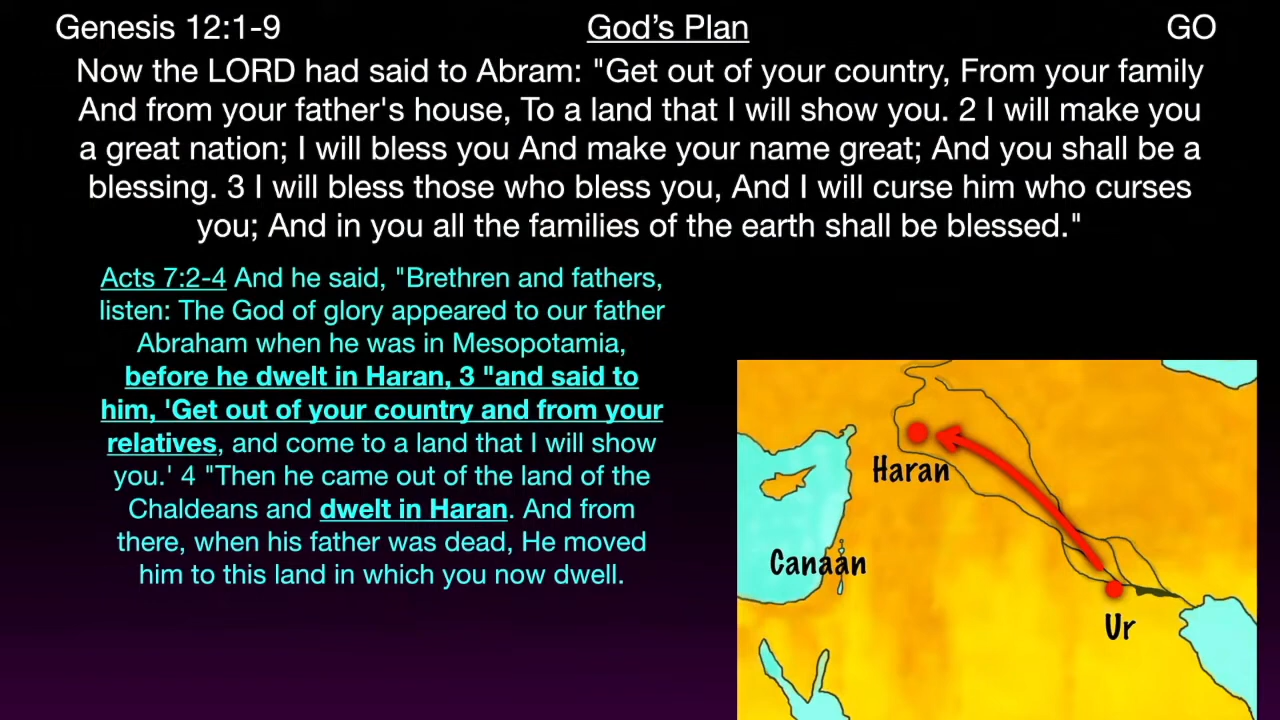 Genesis 12:1-9
God’s Plan
GO
Now the LORD had said to Abram: "Get out of your country, From your family
And from your father's house, To a land that I will show you. 2 I will make you
a great nation; I will bless you And make your name great; And you shall be a
blessing. 3 I will bless those who bless you, And I will curse him who curses
you; And in you all the families of the earth shall be blessed."
Acts 7:2-4 And he said, "Brethren and fathers,
listen: The God of glory appeared to our father
Abraham when he was in Mesopotamia,
before he dwelt in Haran, 3 "and said to
him, 'Get out of your country and from your
relatives, and come to a land that I will show
you.' 4 "Then he came out of the land of the
Chaldeans and dwelt in Haran. And from
there, when his father was dead, He moved
him to this land in which you now dwell.
Haran
Canaan
Ur